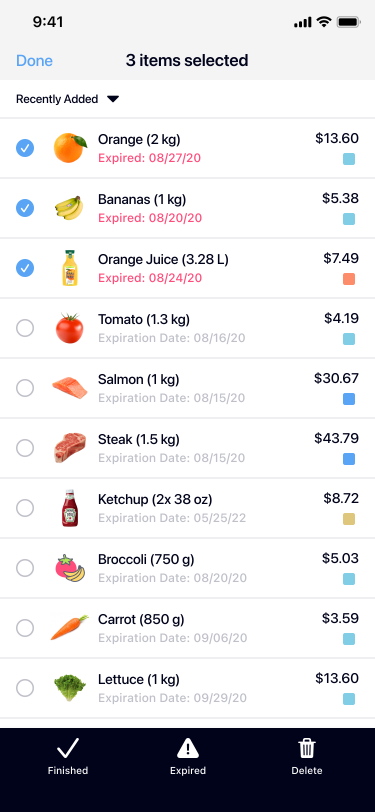 9:41
Done
3 items selected
Recently Added
Orange (2 kg)
$13.60
Expired: 08/27/20
Bananas (1 kg)
$5.38
Expired: 08/20/20
Orange Juice (3.28 L)
$7.49
Expired: 08/24/20
Tomato (1.3 kg)
$4.19
Expiration Date: 08/16/20
Salmon (1 kg)
$30.67
Expiration Date: 08/15/20
Steak (1.5 kg)
$43.79
Expiration Date: 08/15/20
Ketchup (2x 38 oz)
$8.72
Expiration Date: 05/25/22
Broccoli (750 g)
$5.03
Expiration Date: 08/20/20
Carrot (850 g)
$3.59
Expiration Date: 09/06/20
Lettuce (1 kg)
$13.60
Expiration Date: 09/29/20
Finished
Expired
Delete